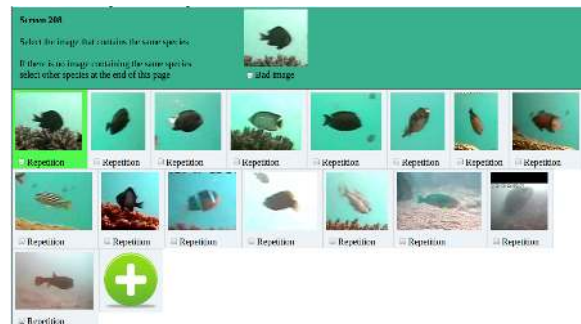 Screen 208
Select the image that contains the same species
If there is no image containing the same species
select other species at the end of this page
Bad image
Repetition Repetition Repetition Repetition Repetition Repetition Repetition Repetition
Repetition Repetition Repetition Repetition Repetition Repetition Repetition
Repetition